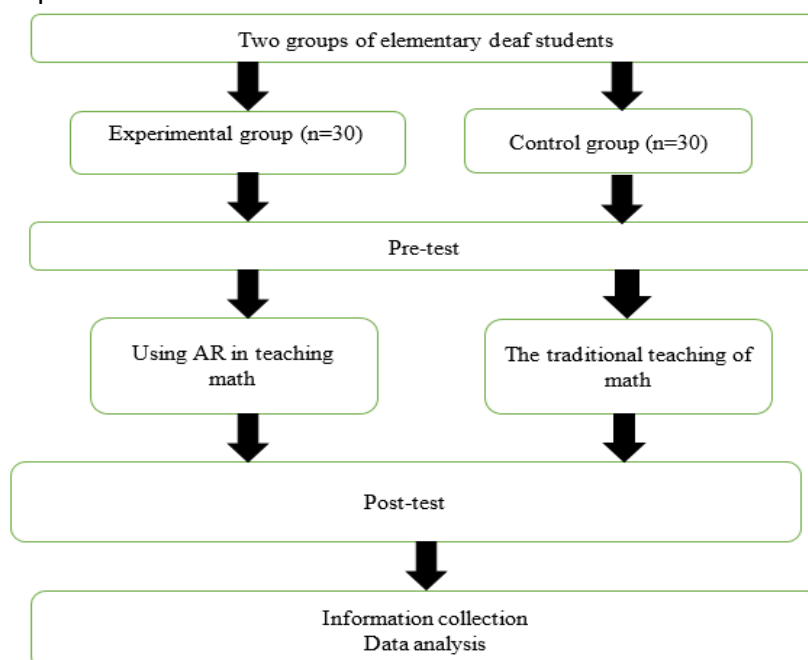 Two groups of elementary deaf students
Experimental group (n=30)
Control group (n=30)
Pre-test
Using AR in teaching
math
The traditional teaching of
math
Post-test
Information collection
Data analysis